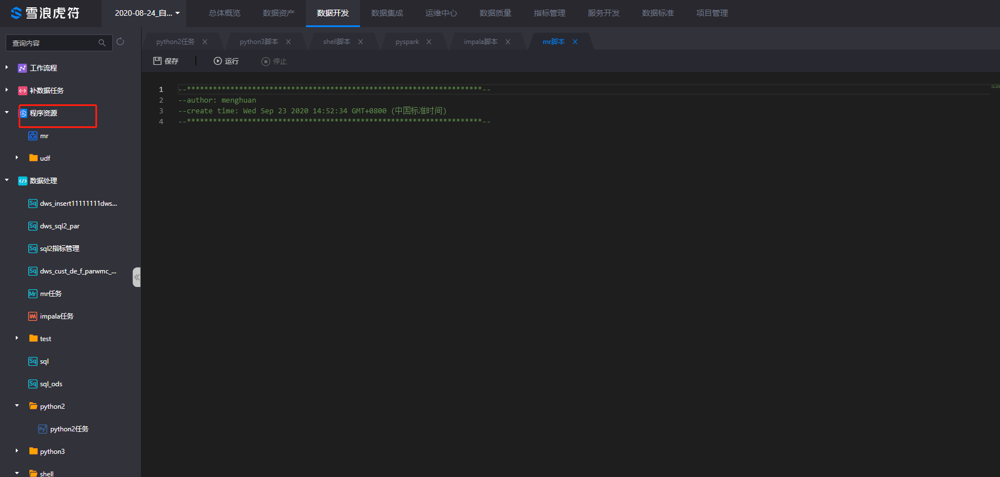 雪浪虎符
2020-08-24_自...
总体概览
数据资产
数据开发
数据集成
运维中心
数据质量
指标管理
服务开发
数据标准
项目管理
查询内容
工作流程
补数据任务
程序资源
mr
udf
数据处理
dws_insert11111111dws...
dws_sql2_par
sql2指标管理
dws_cust_de_f_parwmc_...
Mr mr任务
IM impala任务
test
sql
sql_ods
python2
Py python2任务
python3
shell
python2任务
python3脚本
shell脚本
pyspark
impala脚本
mr脚本
保存
运行
停止
1 --********************************************************************--
2 --author: menghuan
3 --create time: Wed Sep 23 2020 14:52:34 GMT+0800 (中国标准时间)
4 --********************************************************************--